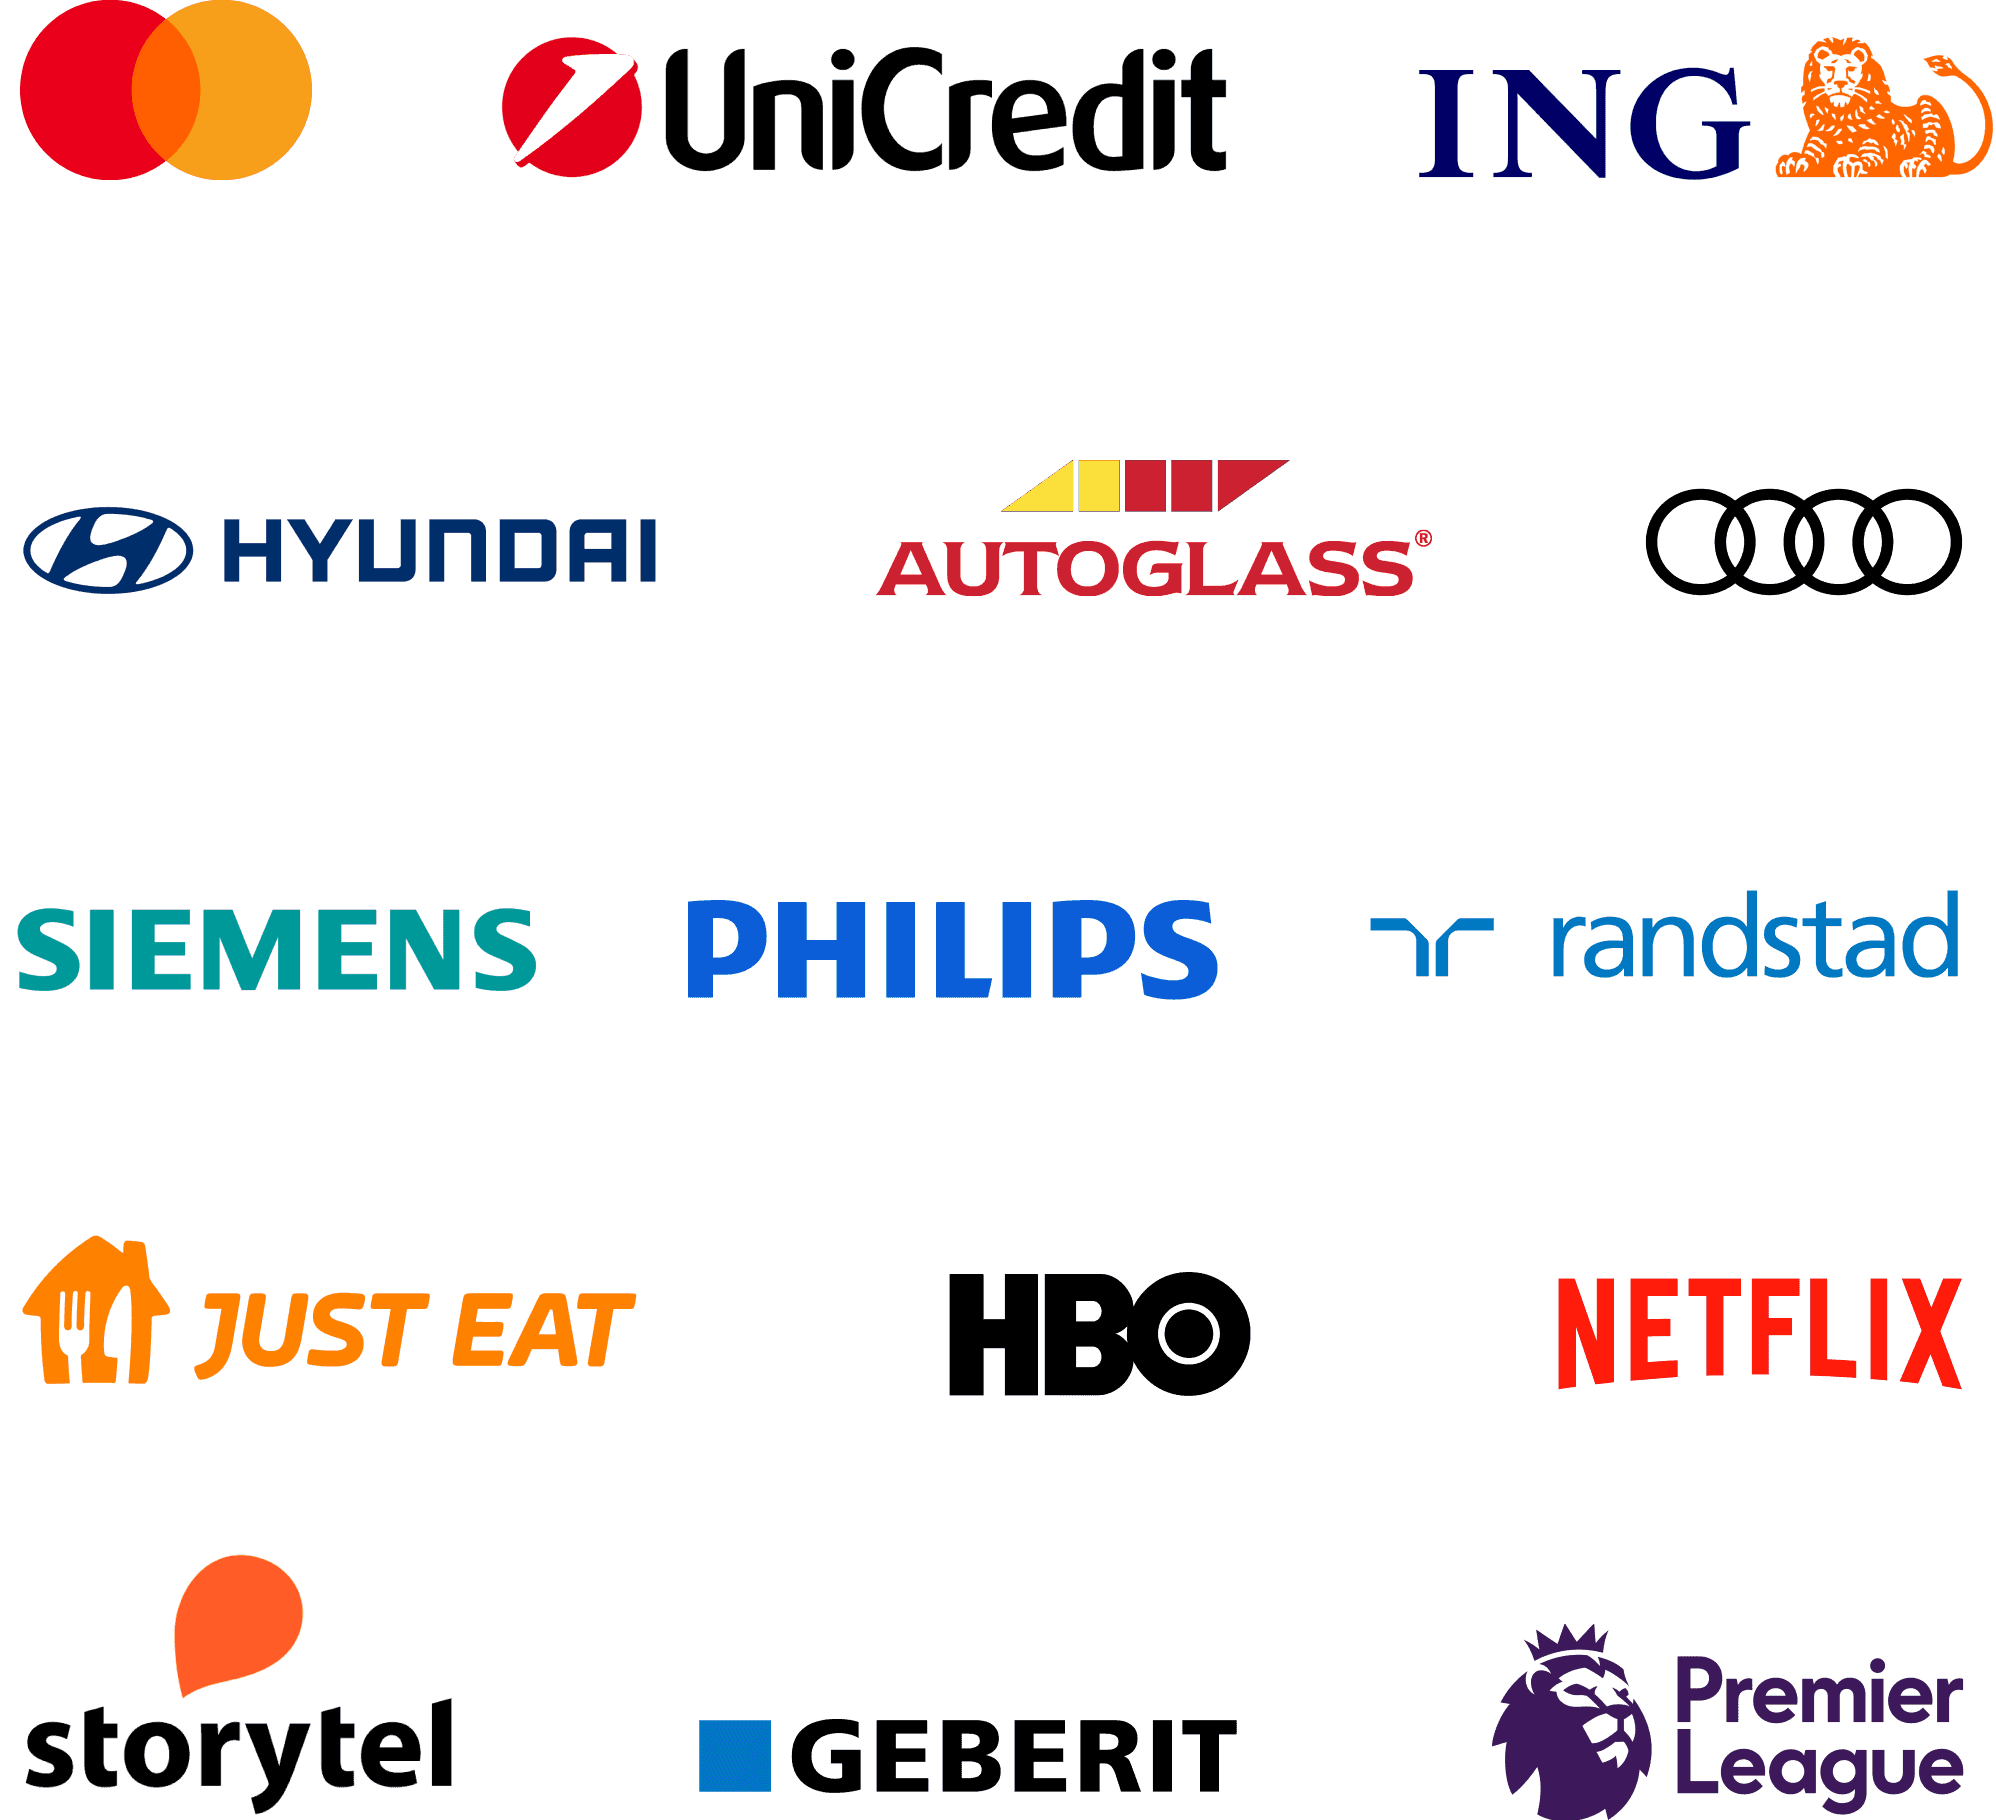 UniCredit
ING
HYUNDAI
AUTOGLASS®
SIEMENS
PHILIPS
randstad
JUST EAT
HBO
NETFLIX
storytel
GEBERIT
Premier
League